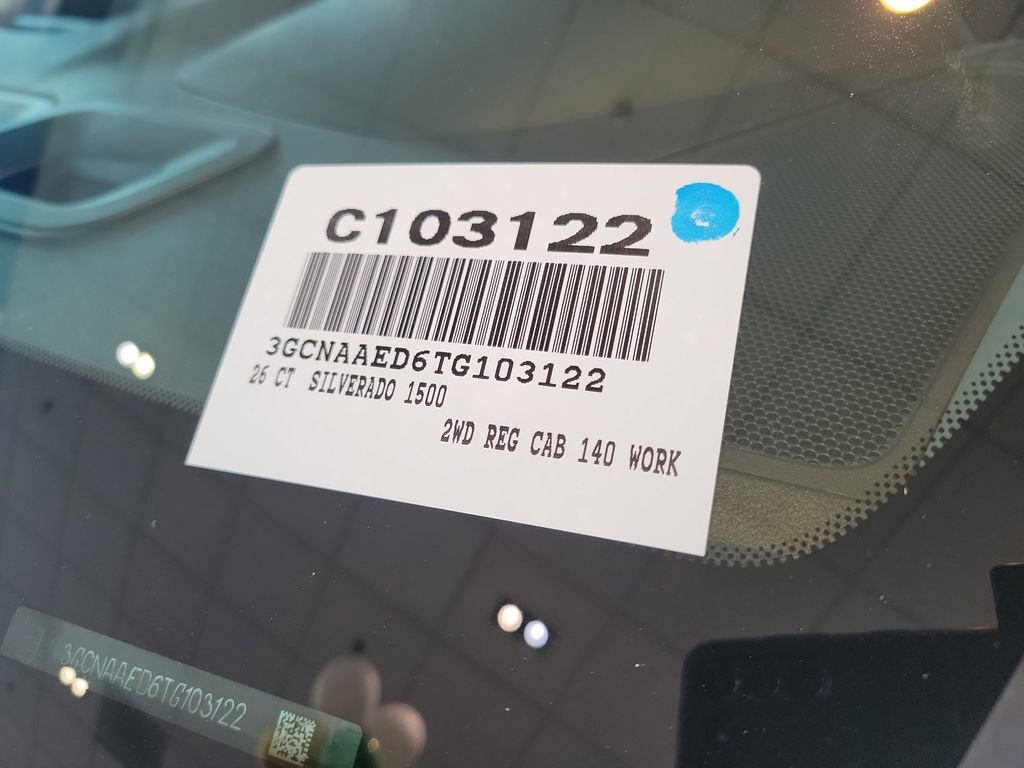 C103122
3GCNAAED6TG103122
26 CT SILVERADO 1500
2WD REG CAB 140 WORK
3GCNAAED6TG103122